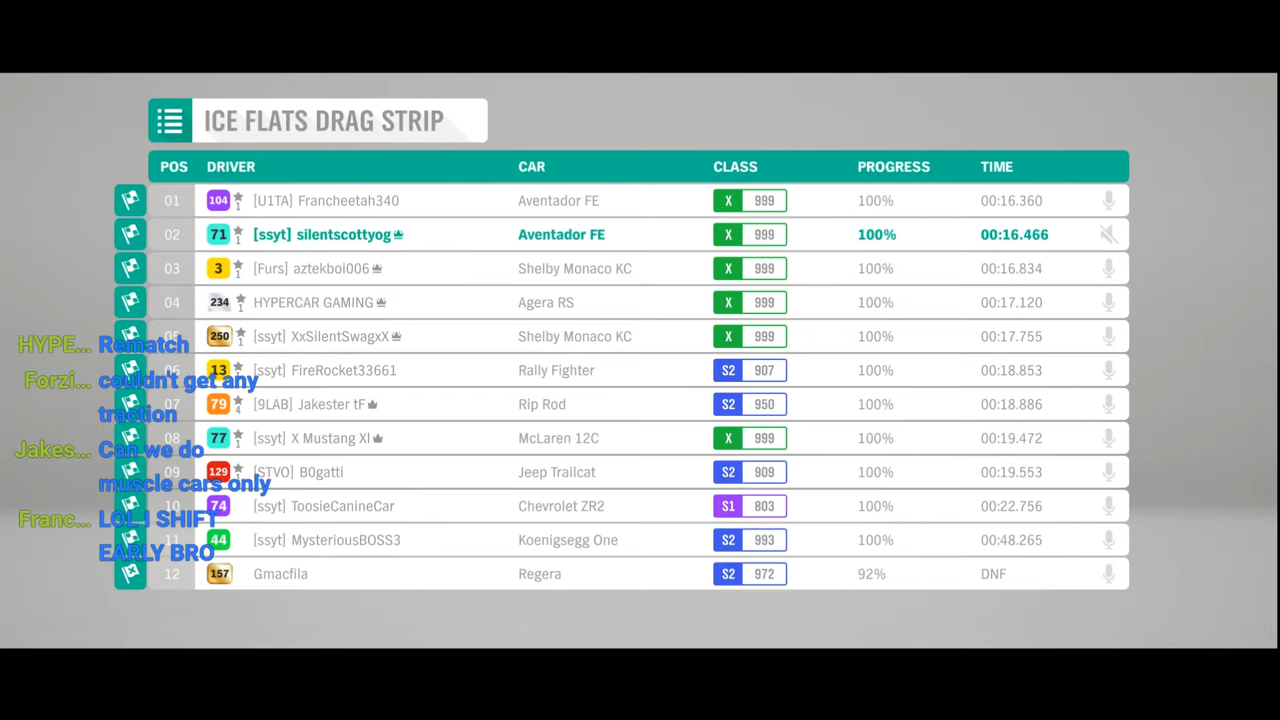 ICE FLATS DRAG STRIP
POS DRIVER CAR CLASS PROGRESS TIME
01 104 1 [U1TA] Francheetah340 Aventador FE X 999 100% 00:16.360
02 71 1 [ssyt] silentscottyog Aventador FE X 999 100% 00:16.466
03 3 1 [Furs] aztekboi006 Shelby Monaco KC X 999 100% 00:16.834
04 234 1 HYPERCAR GAMING Agera RS X 999 100% 00:17.120
05 250 1 [ssyt] XxSilentSwagxX Shelby Monaco KC X 999 100% 00:17.755
06 13 1 [ssyt] FireRocket33661 Rally Fighter S2 907 100% 00:18.853
07 79 4 [9LAB] Jakester tF Rip Rod S2 950 100% 00:18.886
08 77 1 [ssyt] X Mustang XI McLaren 12C X 999 100% 00:19.472
09 129 1 [STVO] B0gatti Jeep Trailcat S2 909 100% 00:19.553
10 74 [ssyt] ToosieCanineCar Chevrolet ZR2 S1 803 100% 00:22.756
11 44 [ssyt] MysteriousBOSS3 Koenigsegg One S2 993 100% 00:48.265
12 157 Gmacfila Regera S2 972 92% DNF
HYPE... Rematch
Forzi... couldn't get any
traction
Jakes... Can we do
muscle cars only
Franc... LOL I SHIFT
EARLY BRO